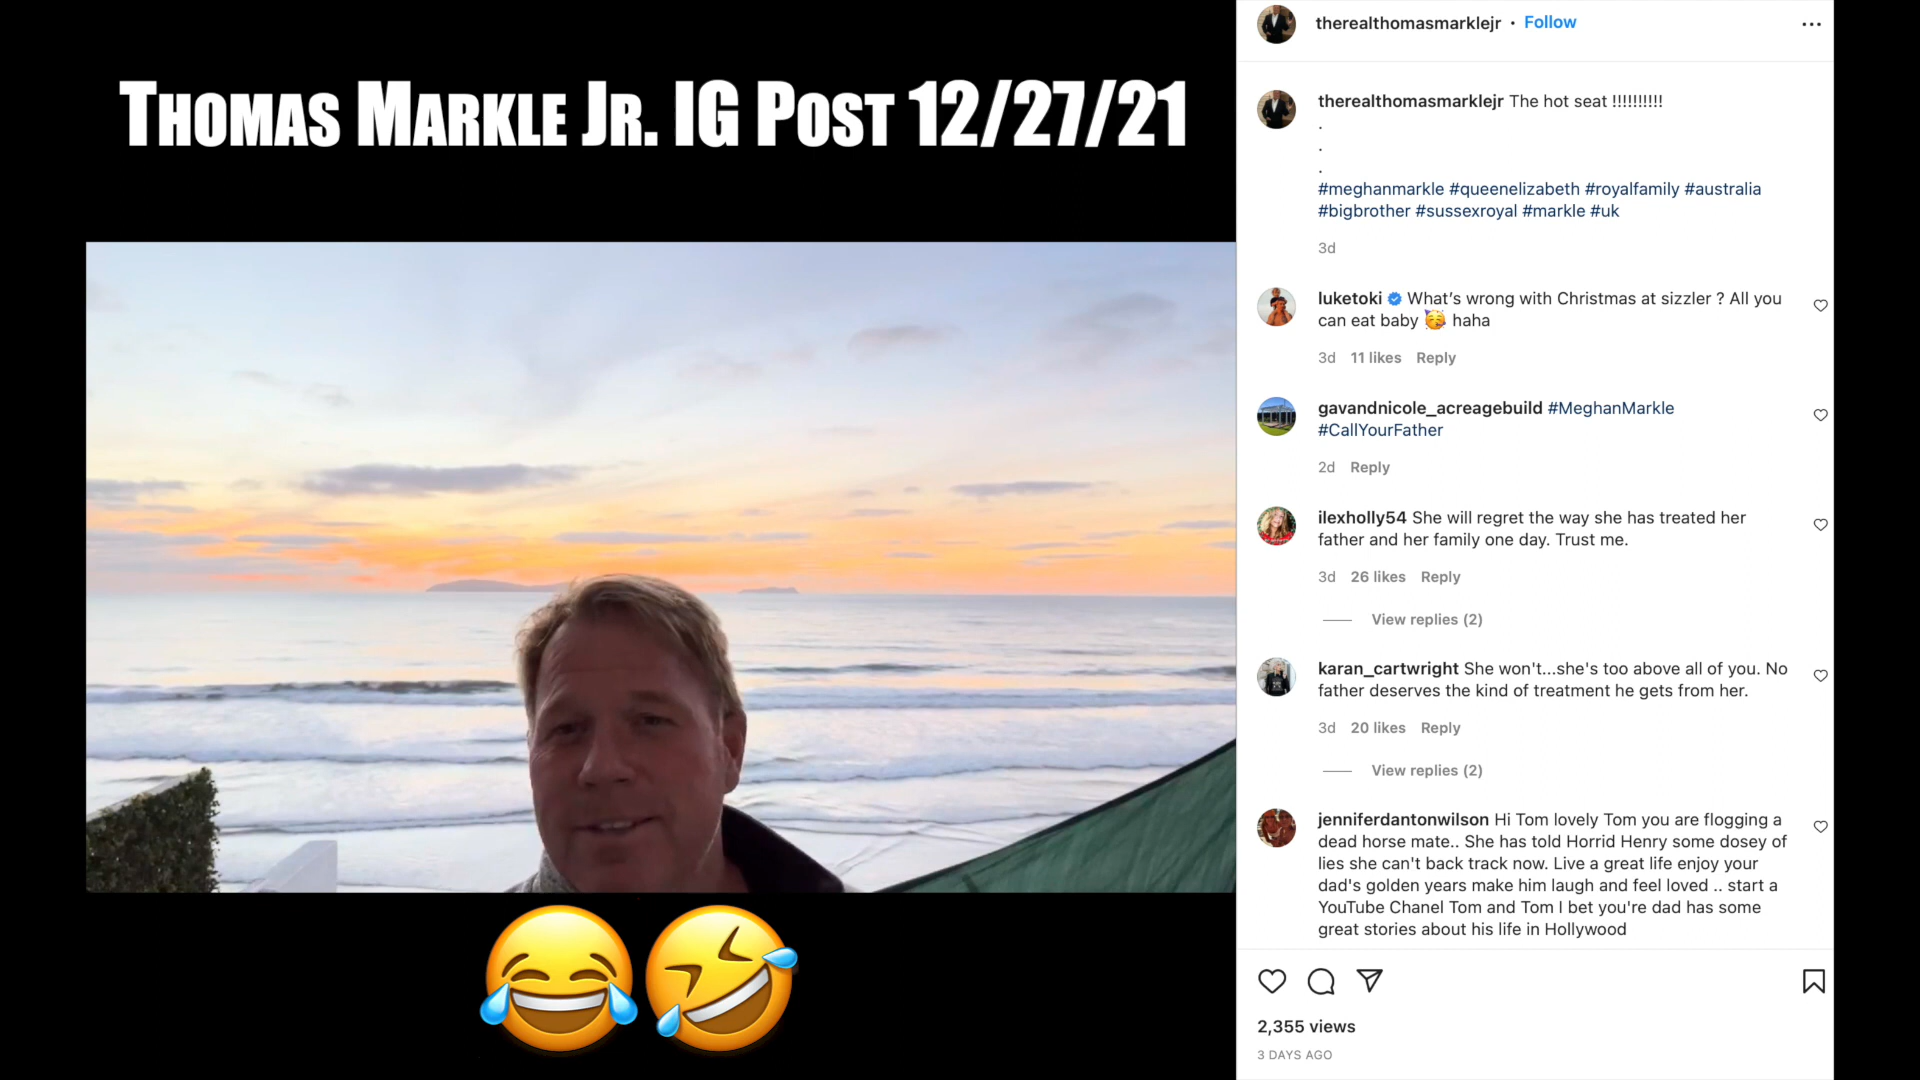 THOMAS MARKLE JR. IG POST 12/27/21
therealthomasmarklejr • Follow
therealthomasmarklejr The hot seat !!!!!!!!!!
.
.
.
#meghanmarkle #queenelizabeth #royalfamily #australia
#bigbrother #sussexroyal #markle #uk
3d
luketoki What's wrong with Christmas at sizzler ? All you
can eat baby 🥳 haha
3d 11 likes Reply
gavandnicole_acreagebuild #MeghanMarkle
#CallYourFather
2d Reply
ilexholly54 She will regret the way she has treated her
father and her family one day. Trust me.
3d 26 likes Reply
View replies (2)
karan_cartwright She won't...she's too above all of you. No
father deserves the kind of treatment he gets from her.
3d 20 likes Reply
View replies (2)
jenniferdantonwilson Hi Tom lovely Tom you are flogging a
dead horse mate.. She has told Horrid Henry some dosey of
lies she can't back track now. Live a great life enjoy your
dad's golden years make him laugh and feel loved .. start a
YouTube Chanel Tom and Tom I bet you're dad has some
great stories about his life in Hollywood
2,355 views
3 DAYS AGO